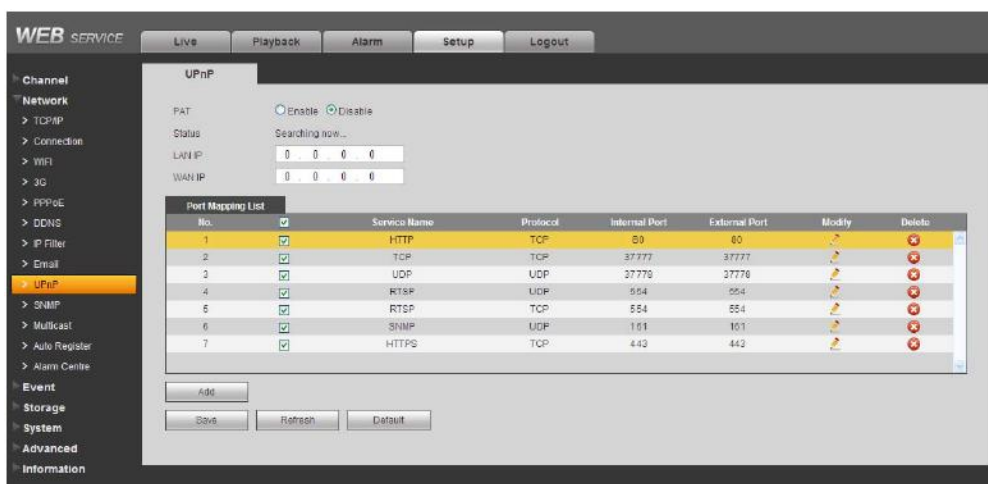 WEB SERVICE
Live Playback Alarm Setup Logout
UPnP
Channel
Network
> TCP/IP
> Connection
> WIFI
> 3G
> PPPoE
> DDNS
> IP Filter
> Email
> UPnP
> SNMP
> Multicast
> Auto Register
> Alarm Centre
Event
Storage
System
Advanced
Information
PAT Enable Disable
Status Searching now...
LAN IP 0 . 0 . 0 . 0
WAN IP 0 . 0 . 0 . 0
Port Mapping List
No. Service Name Protocol Internal Port External Port Modify Delete
1 HTTP TCP 80 80
2 TCP TCP 37777 37777
3 UDP UDP 37778 37778
4 RTSP UDP 554 554
5 RTSP TCP 554 554
6 SNMP UDP 161 161
7 HTTPS TCP 443 443
Add
Save Refresh Default